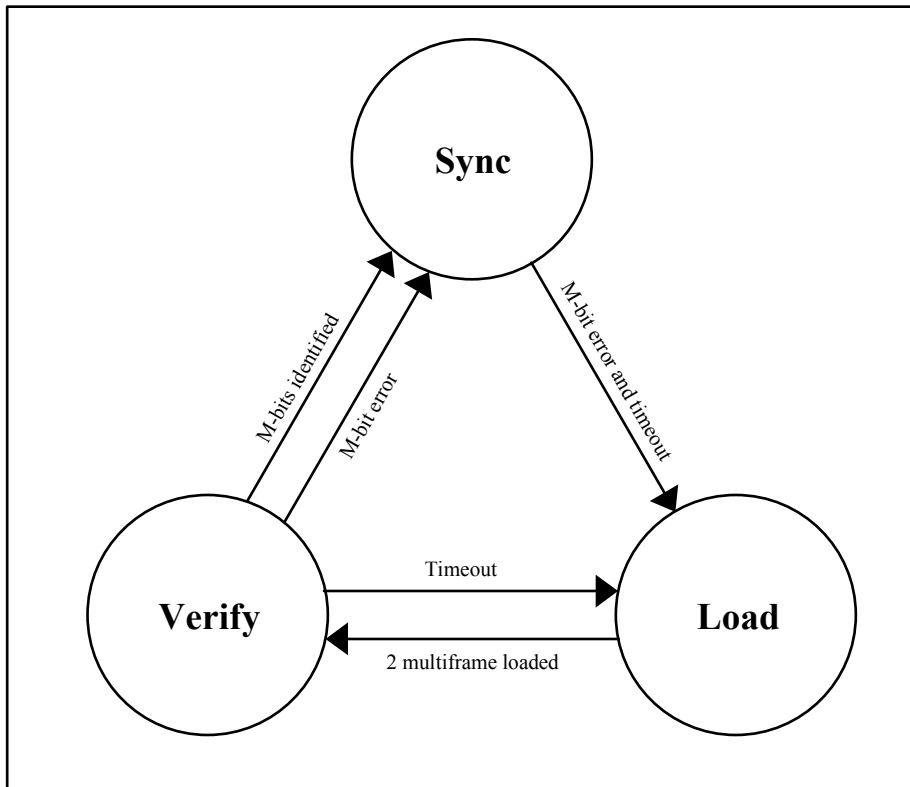 Sync
M-bits identified
M-bit error
M-bit error and timeout
Timeout
Verify
Load
2 multiframe loaded